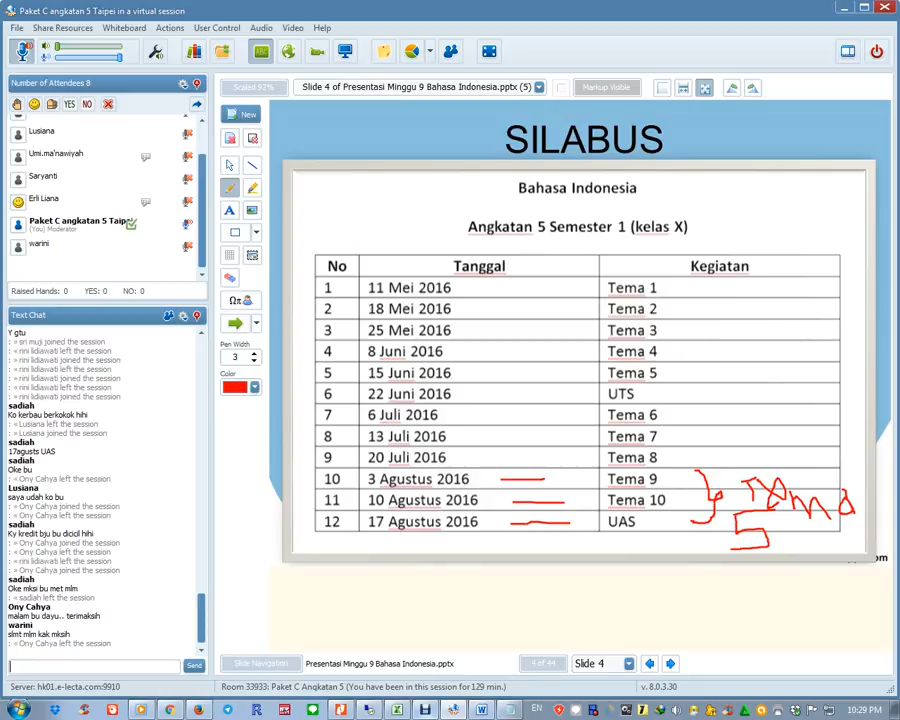 Paket C angkatan 5 Taipei in a virtual session
File Share Resources Whiteboard Actions User Control Audio Video Help
Number of Attendees 8
YES NO
Lusiana
Umi.ma'nawiyah
Saryanti
Erli Liana
Paket C angkatan 5 Taip
(You) Moderator
warini
Raised Hands: 0 YES: 0 NO: 0
Text Chat
Y gtu
: « sri muji joined the session
: « rini lidiawati left the session
: » rini lidiawati joined the session
: « rini lidiawati left the session
: » rini lidiawati joined the session
: « rini lidiawati left the session
sadiah
Ko kerbau berkokok hihi
: « Lusiana left the session
: » Lusiana joined the session
sadiah
17agusts UAS
sadiah
Oke bu
: « Ony Cahya left the session
Lusiana
saya udah ko bu
: » Ony Cahya joined the session
: « Ony Cahya left the session
sadiah
Ky kredit bju bu dicicil hihi
: » Ony Cahya joined the session
: « Ony Cahya left the session
: « rini lidiawati left the session
: » Ony Cahya joined the session
sadiah
Oke mksi bu met mlm
: « sadiah left the session
Ony Cahya
malam bu dayu.. terimaksih
warini
slmt mlm kak mksih
: « Ony Cahya left the session
Send
Scaled 92% Slide 4 of Presentasi Minggu 9 Bahasa Indonesia.pptx (5) Markup Visible
New
Pen Width
3
Color
SILABUS
Bahasa Indonesia
Angkatan 5 Semester 1 (kelas X)
No Tanggal Kegiatan
1 11 Mei 2016 Tema 1
2 18 Mei 2016 Tema 2
3 25 Mei 2016 Tema 3
4 8 Juni 2016 Tema 4
5 15 Juni 2016 Tema 5
6 22 Juni 2016 UTS
7 6 Juli 2016 Tema 6
8 13 Juli 2016 Tema 7
9 20 Juli 2016 Tema 8
10 3 Agustus 2016 Tema 9
11 10 Agustus 2016 Tema 10
12 17 Agustus 2016 UAS
5
Slide Navigation Presentasi Minggu 9 Bahasa Indonesia.pptx 4 of 44 Slide 4
Server: hk01.e-lecta.com:9910 Room 33933: Paket C Angkatan 5 (You have been in this session for 129 min.) v. 8.0.3.30
EN 10:29 PM